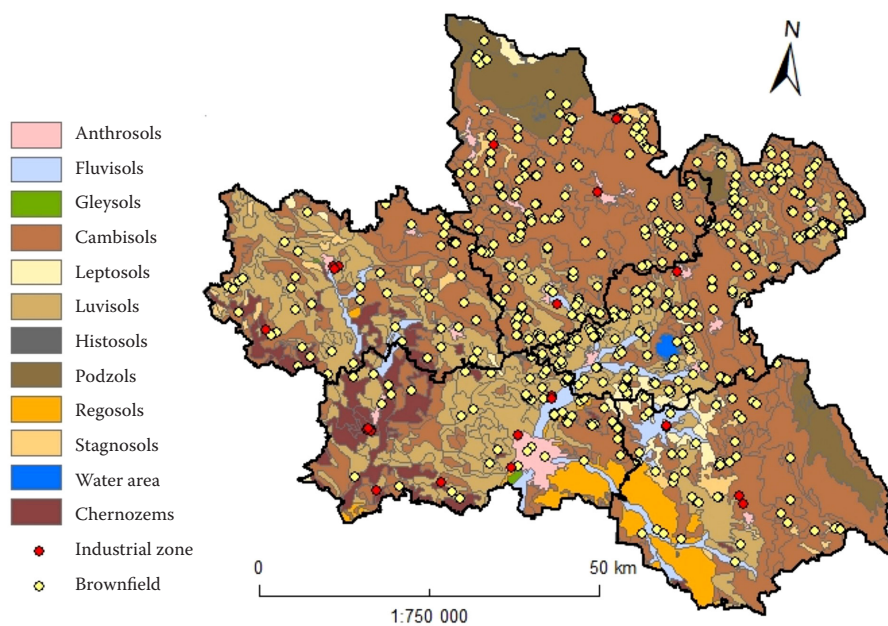 N
Anthrosols
Fluvisols
Gleysols
Cambisols
Leptosols
Luvisols
Histosols
Podzols
Regosols
Stagnosols
Water area
Chernozems
Industrial zone
Brownfield
0 50 km
1:750 000